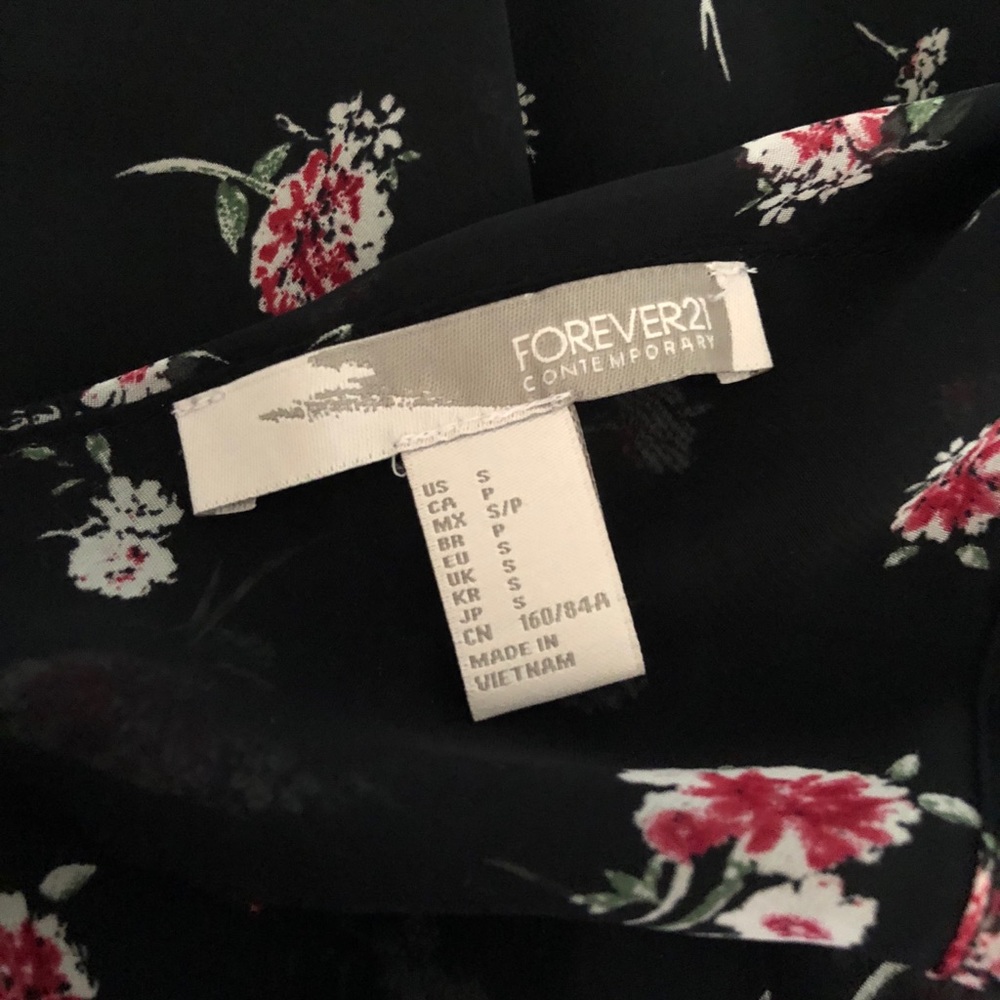 FOREVER21
CONTEMPORARY
US S
CA P
MX S/P
BR P
EU S
UK S
KR S
JP S
CN 160/84A
MADE IN
VIETNAM